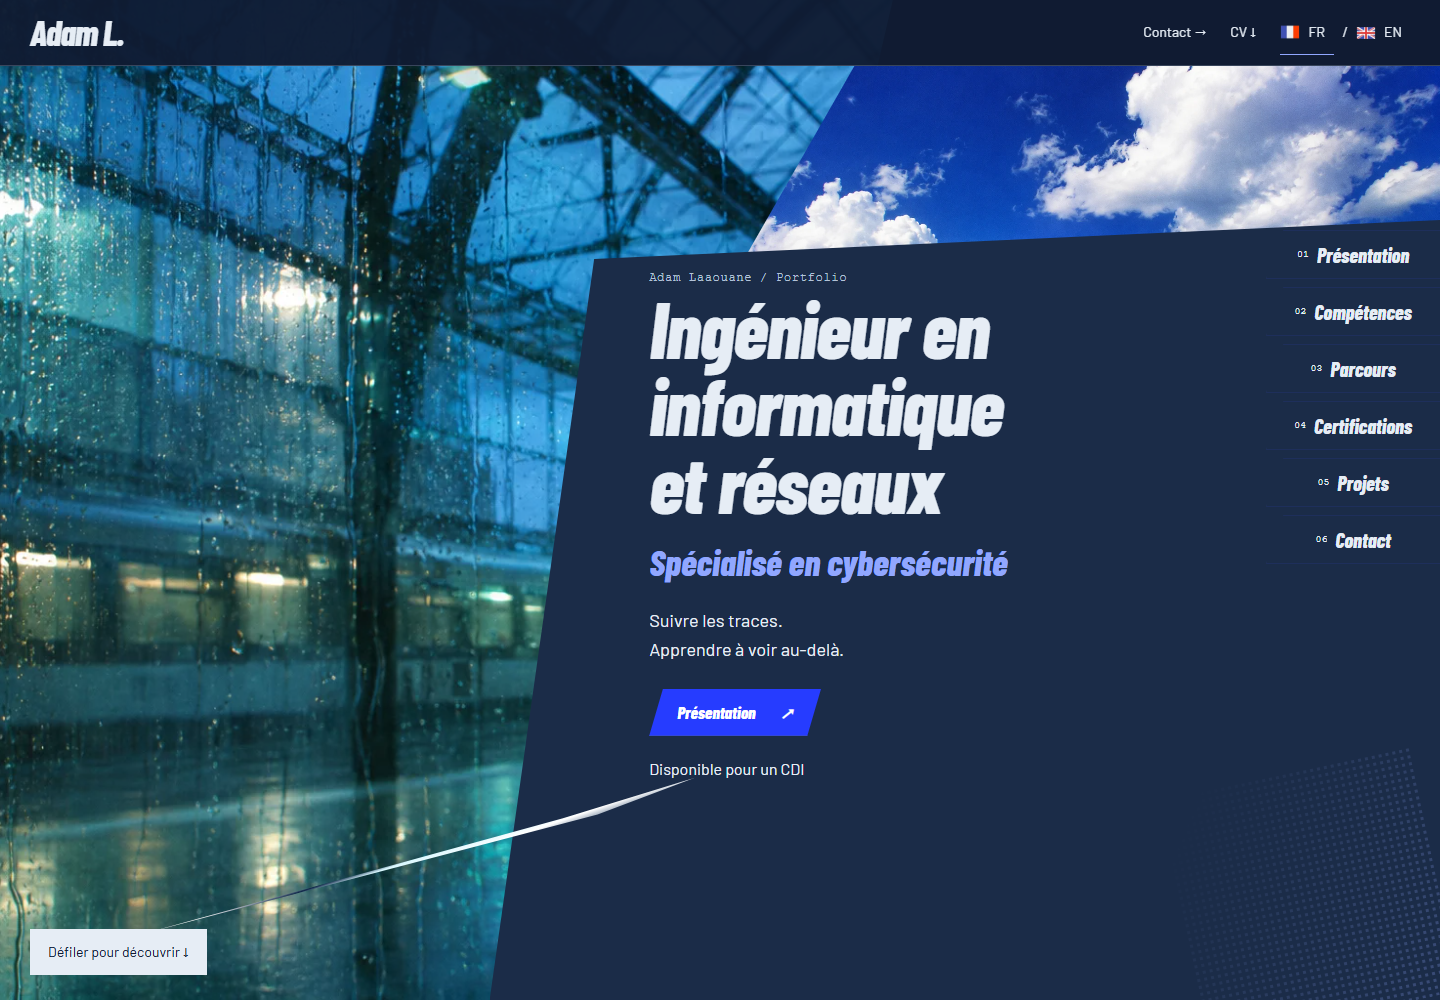 Adam L.
Contact → CV ↓ FR / EN
Adam Laaouane / Portfolio
Ingénieur en
informatique
et réseaux
Spécialisé en cybersécurité
Suivre les traces.
Apprendre à voir au-delà.
Présentation ↗
Disponible pour un CDI
Défiler pour découvrir ↓
01 Présentation
02 Compétences
03 Parcours
04 Certifications
05 Projets
06 Contact